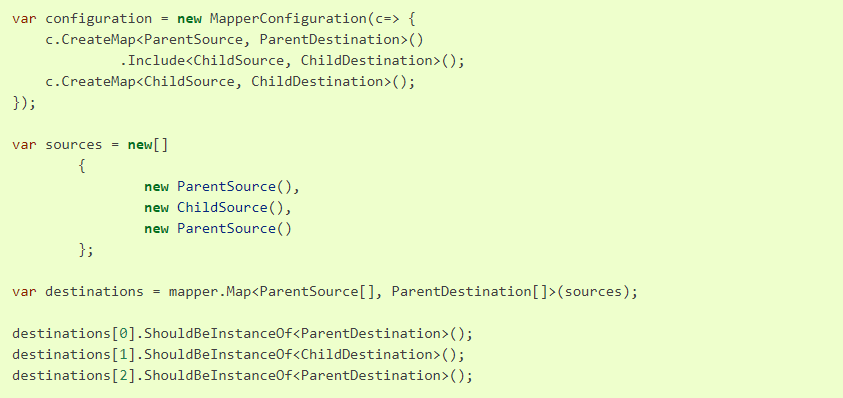 var configuration = new MapperConfiguration(c=> {
    c.CreateMap<ParentSource, ParentDestination>()
             .Include<ChildSource, ChildDestination>();
    c.CreateMap<ChildSource, ChildDestination>();
});
var sources = new[]
        {
                new ParentSource(),
                new ChildSource(),
                new ParentSource()
        };
var destinations = mapper.Map<ParentSource[], ParentDestination[]>(sources);
destinations[0].ShouldBeInstanceOf<ParentDestination>();
destinations[1].ShouldBeInstanceOf<ChildDestination>();
destinations[2].ShouldBeInstanceOf<ParentDestination>();